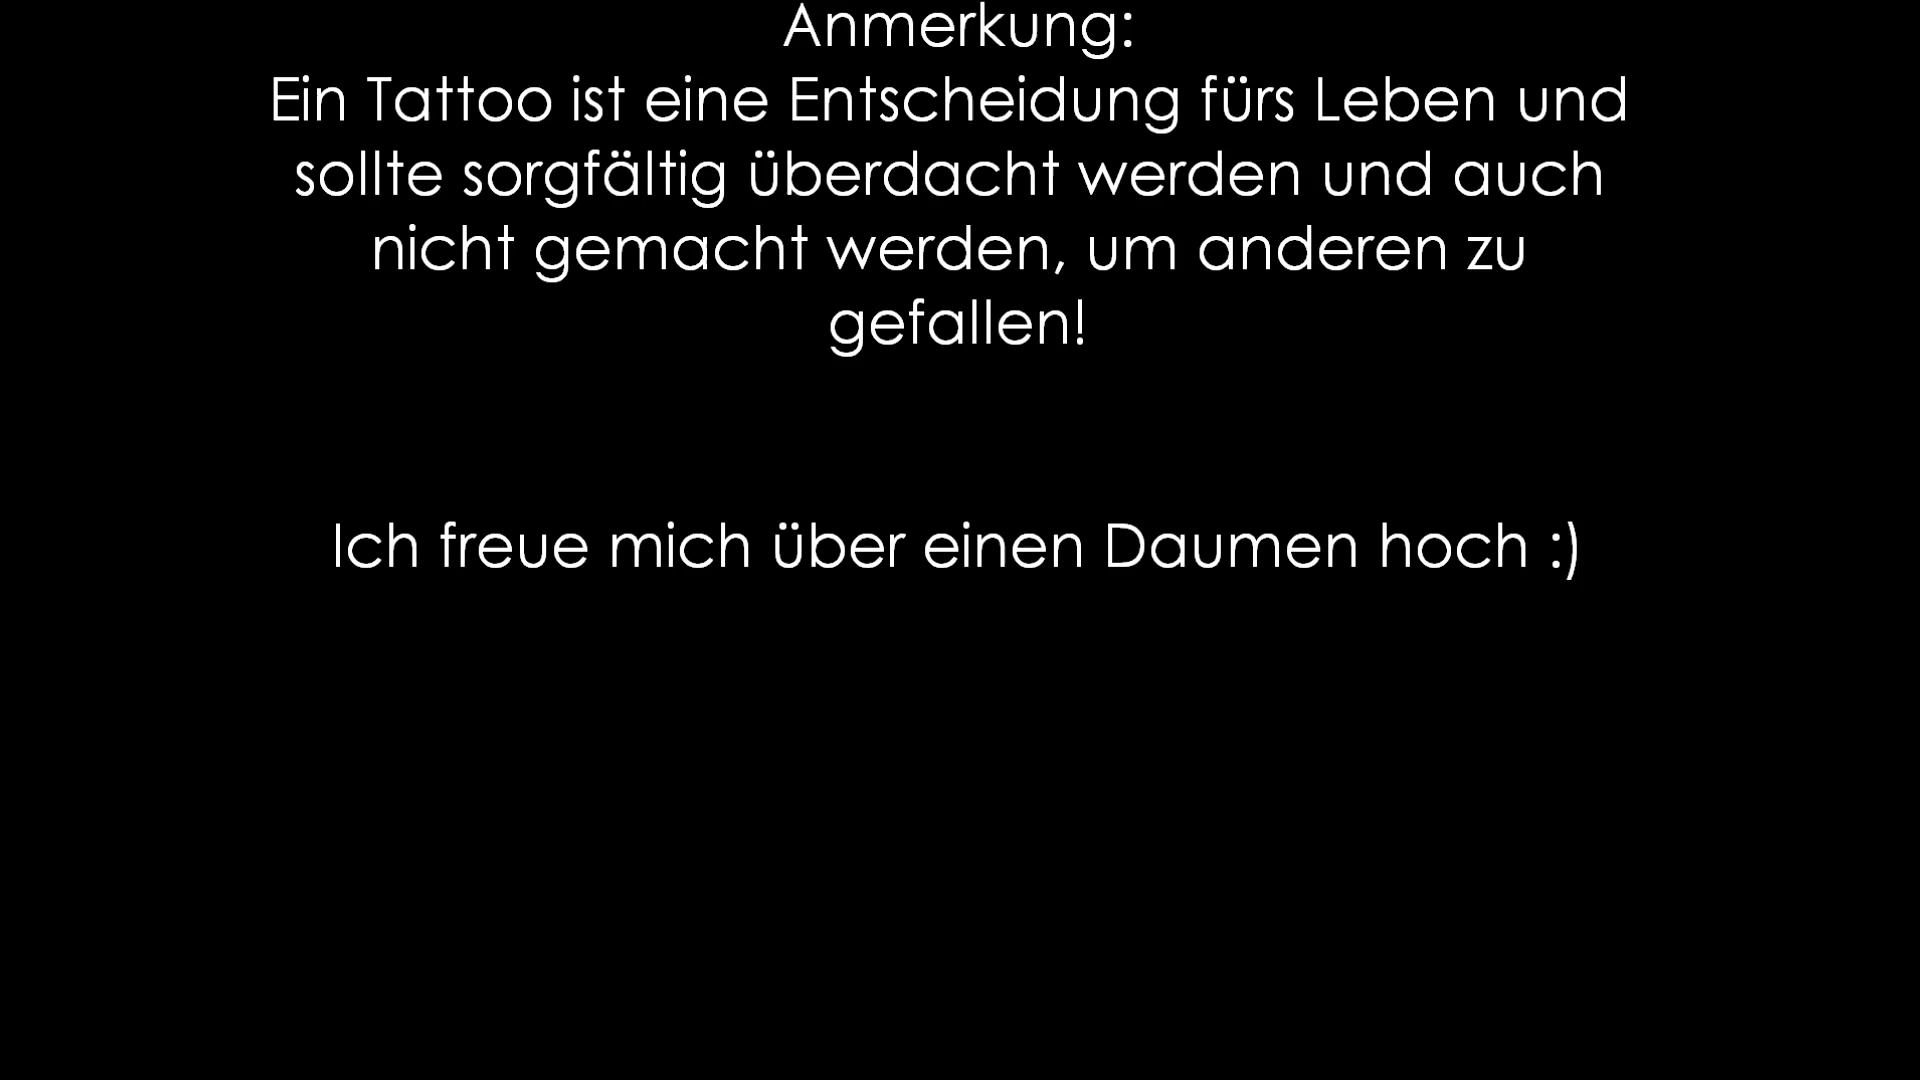 Anmerkung:
Ein Tattoo ist eine Entscheidung fürs Leben und
sollte sorgfältig überdacht werden und auch
nicht gemacht werden, um anderen zu
gefallen!
Ich freue mich über einen Daumen hoch :)